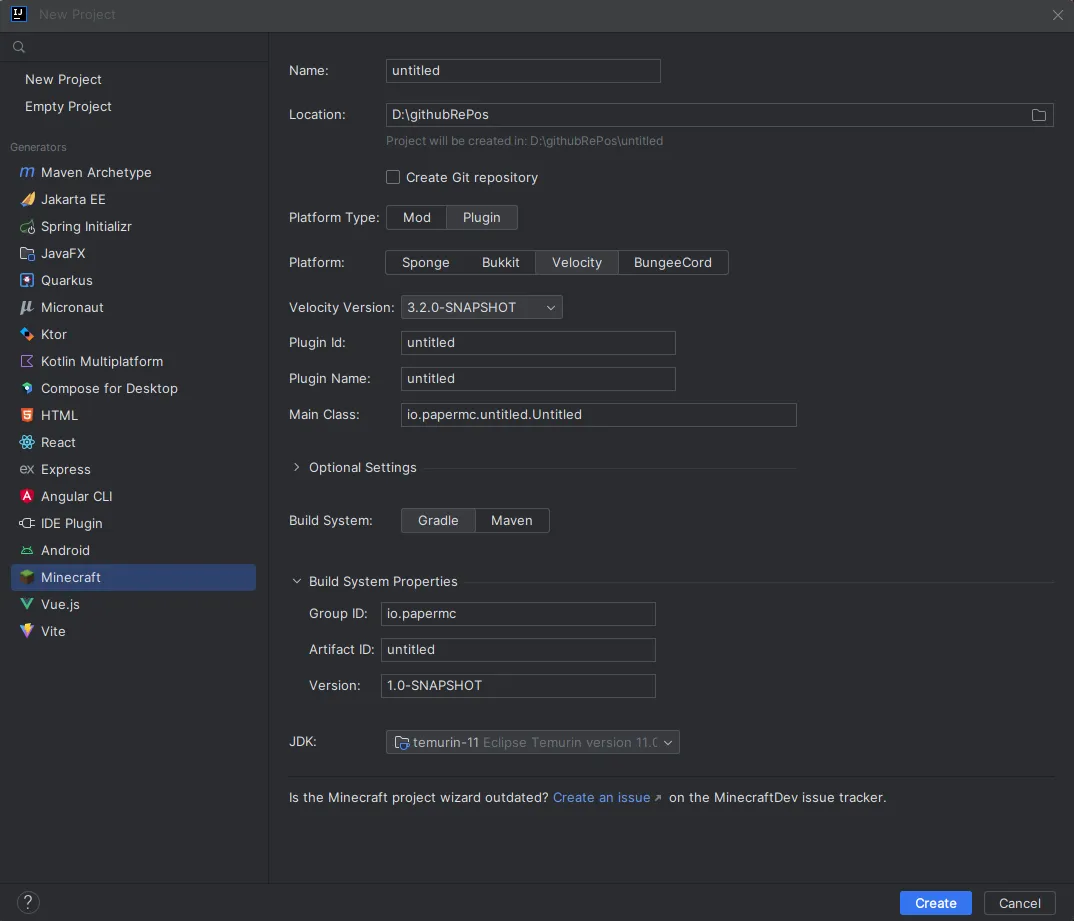 New Project
New Project
Empty Project
Generators
Maven Archetype
Jakarta EE
Spring Initializr
JavaFX
Quarkus
Micronaut
Ktor
Kotlin Multiplatform
Compose for Desktop
HTML
React
ex Express
Angular CLI
IDE Plugin
Android
Minecraft
Vue.js
Vite
Name: untitled
Location: D:\githubRePos
Project will be created in: D:\githubRePos\untitled
Create Git repository
Platform Type: Mod Plugin
Platform: Sponge Bukkit Velocity BungeeCord
Velocity Version: 3.2.0-SNAPSHOT
Plugin Id: untitled
Plugin Name: untitled
Main Class: io.papermc.untitled.Untitled
Optional Settings
Build System: Gradle Maven
Build System Properties
Group ID: io.papermc
Artifact ID: untitled
Version: 1.0-SNAPSHOT
JDK: temurin-11 Eclipse Temurin version 11.0
Is the Minecraft project wizard outdated? Create an issue ↗ on the MinecraftDev issue tracker.
? Create Cancel